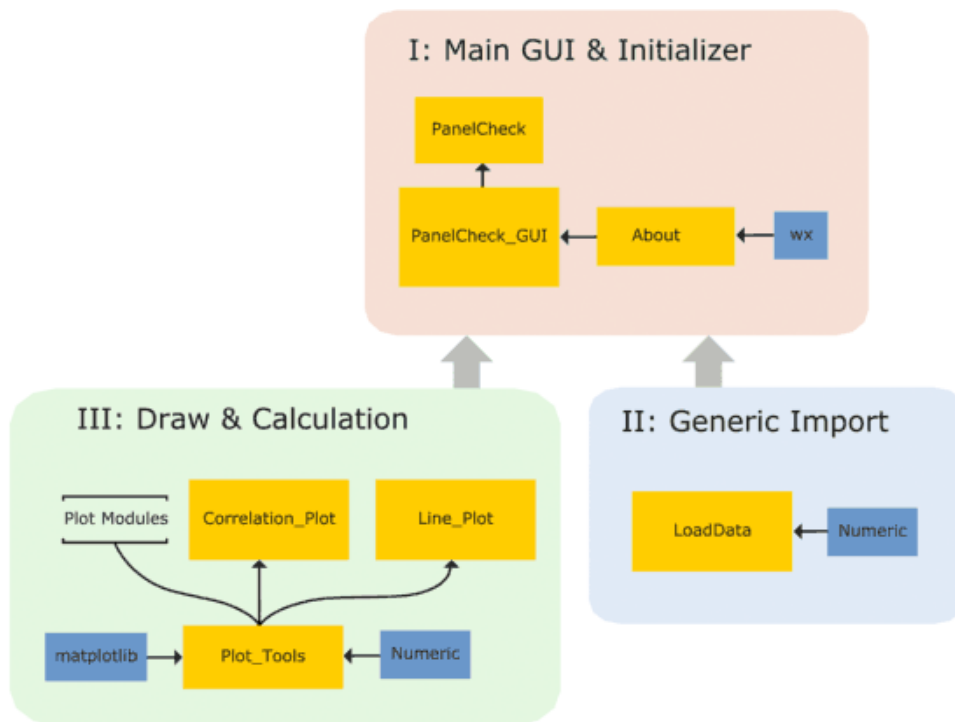 I: Main GUI & Initializer
PanelCheck
PanelCheck_GUI
About
wx
III: Draw & Calculation
Plot Modules
Correlation_Plot
Line_Plot
matplotlib
Plot_Tools
Numeric
II: Generic Import
LoadData
Numeric